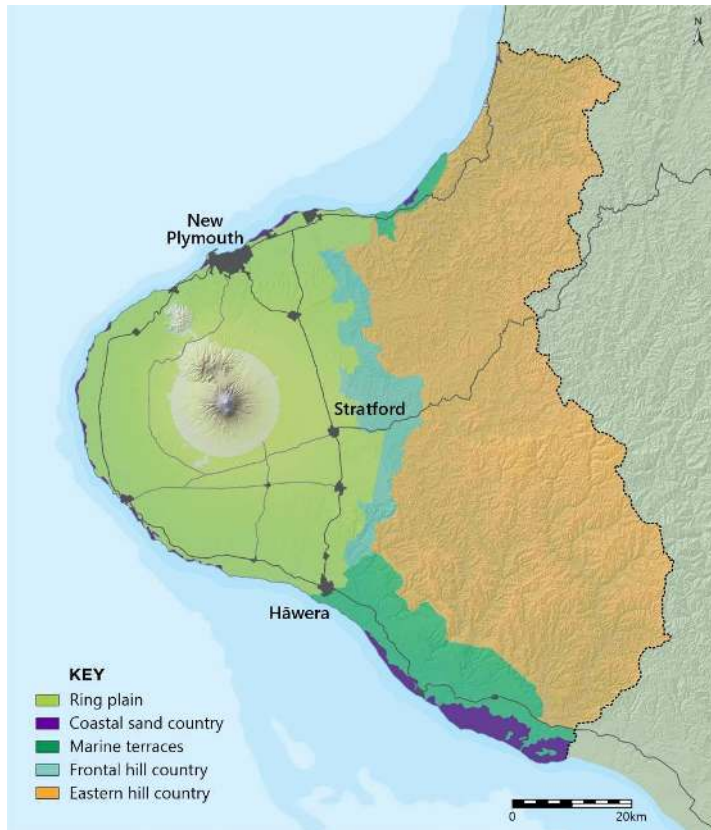 N
New
Plymouth
Stratford
Hāwera
KEY
Ring plain
Coastal sand country
Marine terraces
Frontal hill country
Eastern hill country
0 20km